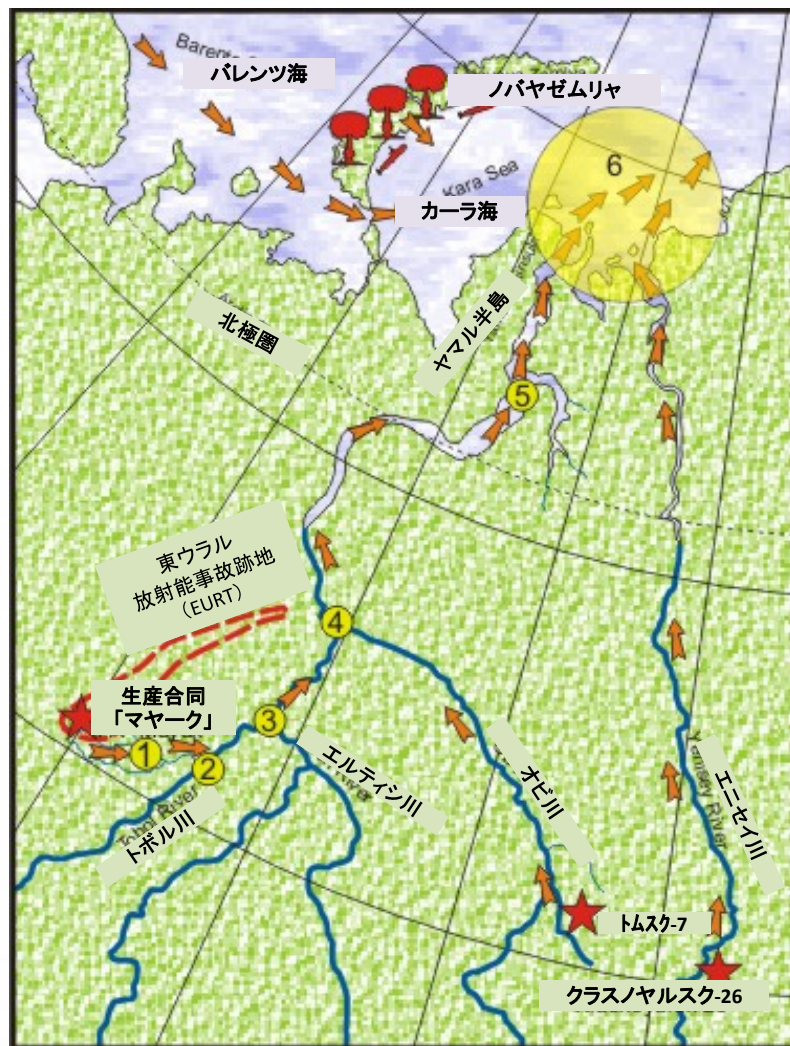 Barent
バレンツ海
ノバヤゼムリャ
6
Kara Sea
カーラ海
北極圏
ヤマル半島
5
東ウラル
放射能事故跡地
（EURT）
4
生産合同
「マヤーク」
3
1
2
エルティシ川
オビ川
エニセイ川
Yenisey River
Tobol River
トボル川
トムスク-7
クラスノヤルスク-26